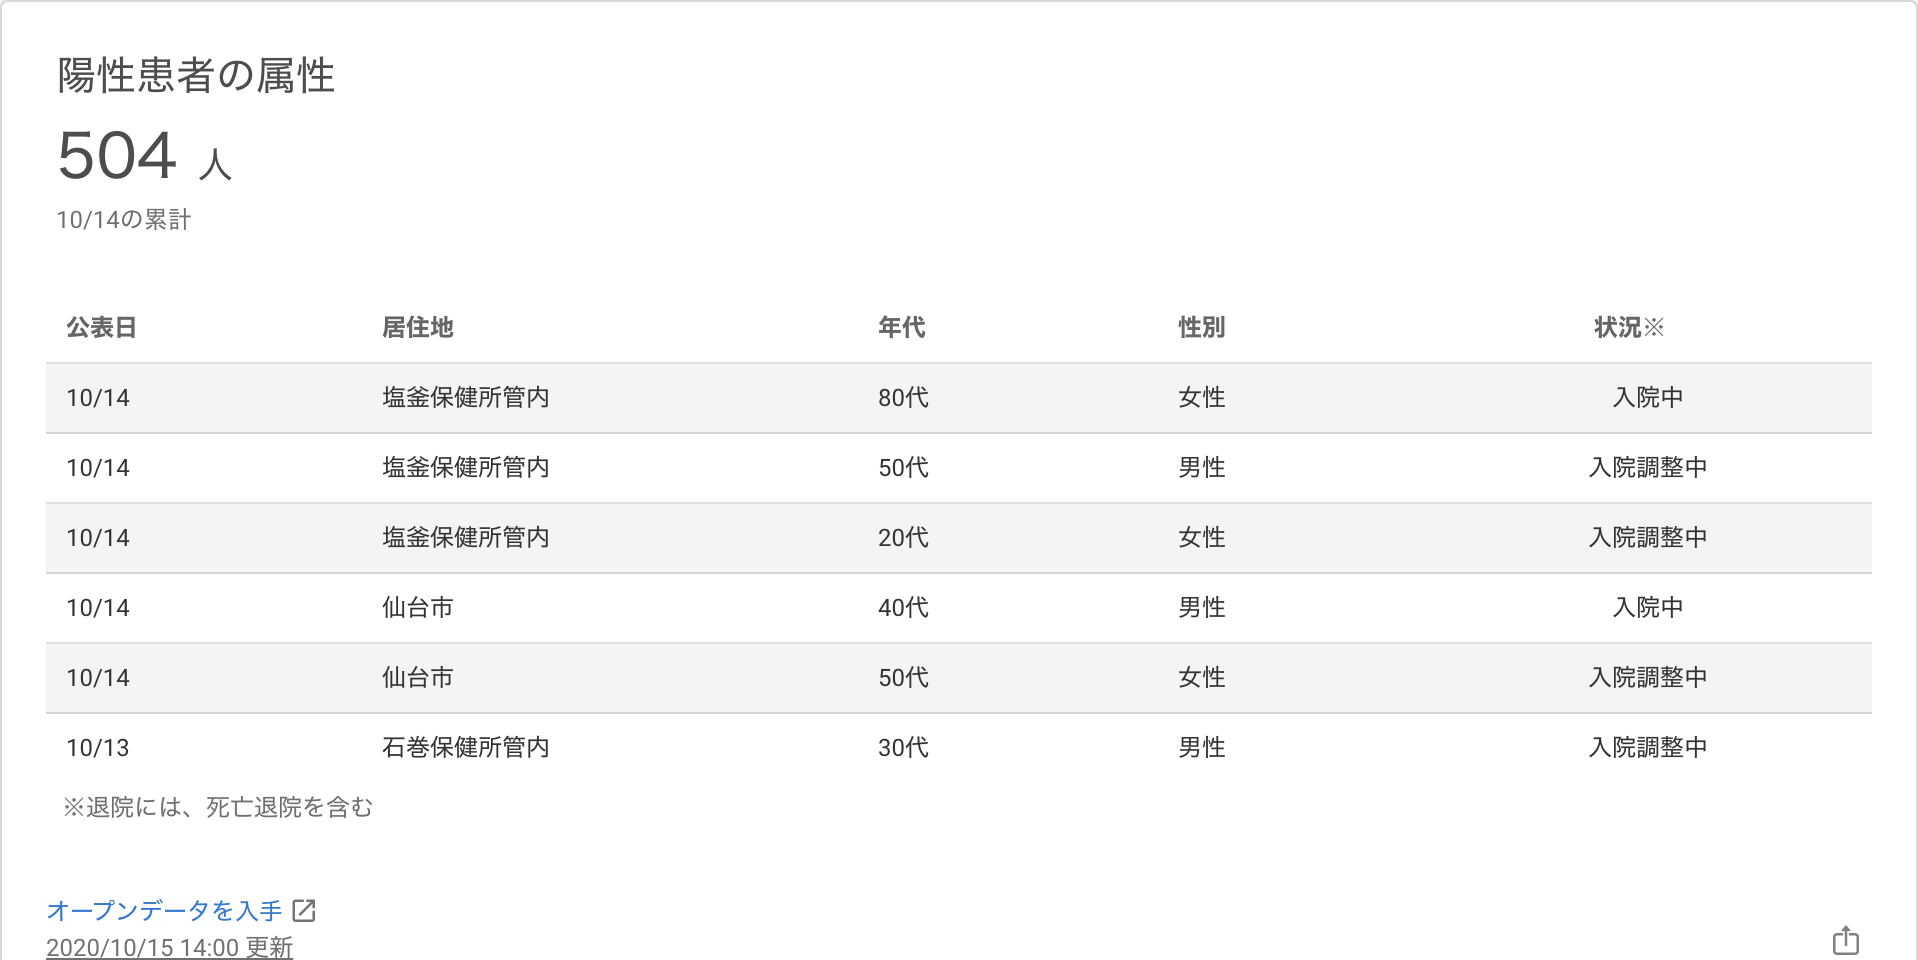 陽性患者の属性
504 人
10/14の累計
公表日 居住地 年代 性別 状況※
10/14 塩釜保健所管内 80代 女性 入院中
10/14 塩釜保健所管内 50代 男性 入院調整中
10/14 塩釜保健所管内 20代 女性 入院調整中
10/14 仙台市 40代 男性 入院中
10/14 仙台市 50代 女性 入院調整中
10/13 石巻保健所管内 30代 男性 入院調整中
※退院には、死亡退院を含む
オープンデータを入手
2020/10/15 14:00 更新